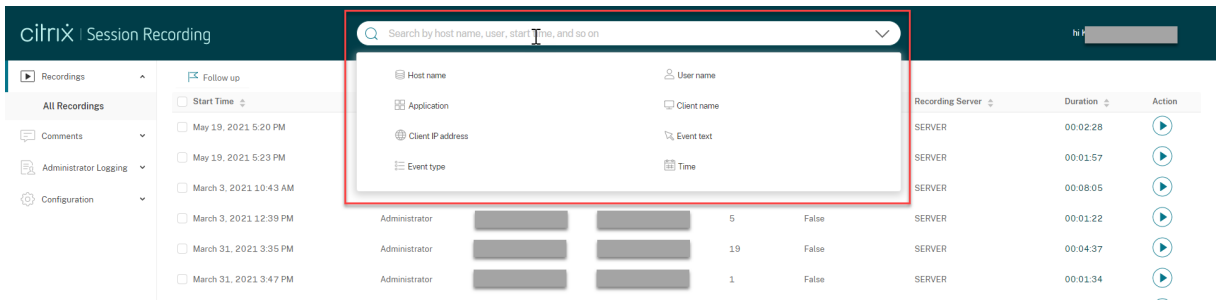 citrix | Session Recording
Search by host name, user, start time, and so on
hi
Recordings
Follow up
Host name
User name
All Recordings
Start Time
Application
Client name
Recording Server
Duration
Action
Comments
May 19, 2021 5:20 PM
Client IP address
Event text
SERVER
00:02:28
Administrator Logging
May 19, 2021 5:23 PM
Event type
Time
SERVER
00:01:57
Configuration
March 3, 2021 10:43 AM
SERVER
00:08:05
March 3, 2021 12:39 PM
Administrator
5
False
SERVER
00:01:22
March 31, 2021 3:35 PM
Administrator
19
False
SERVER
00:04:37
March 31, 2021 3:47 PM
Administrator
1
False
SERVER
00:01:34